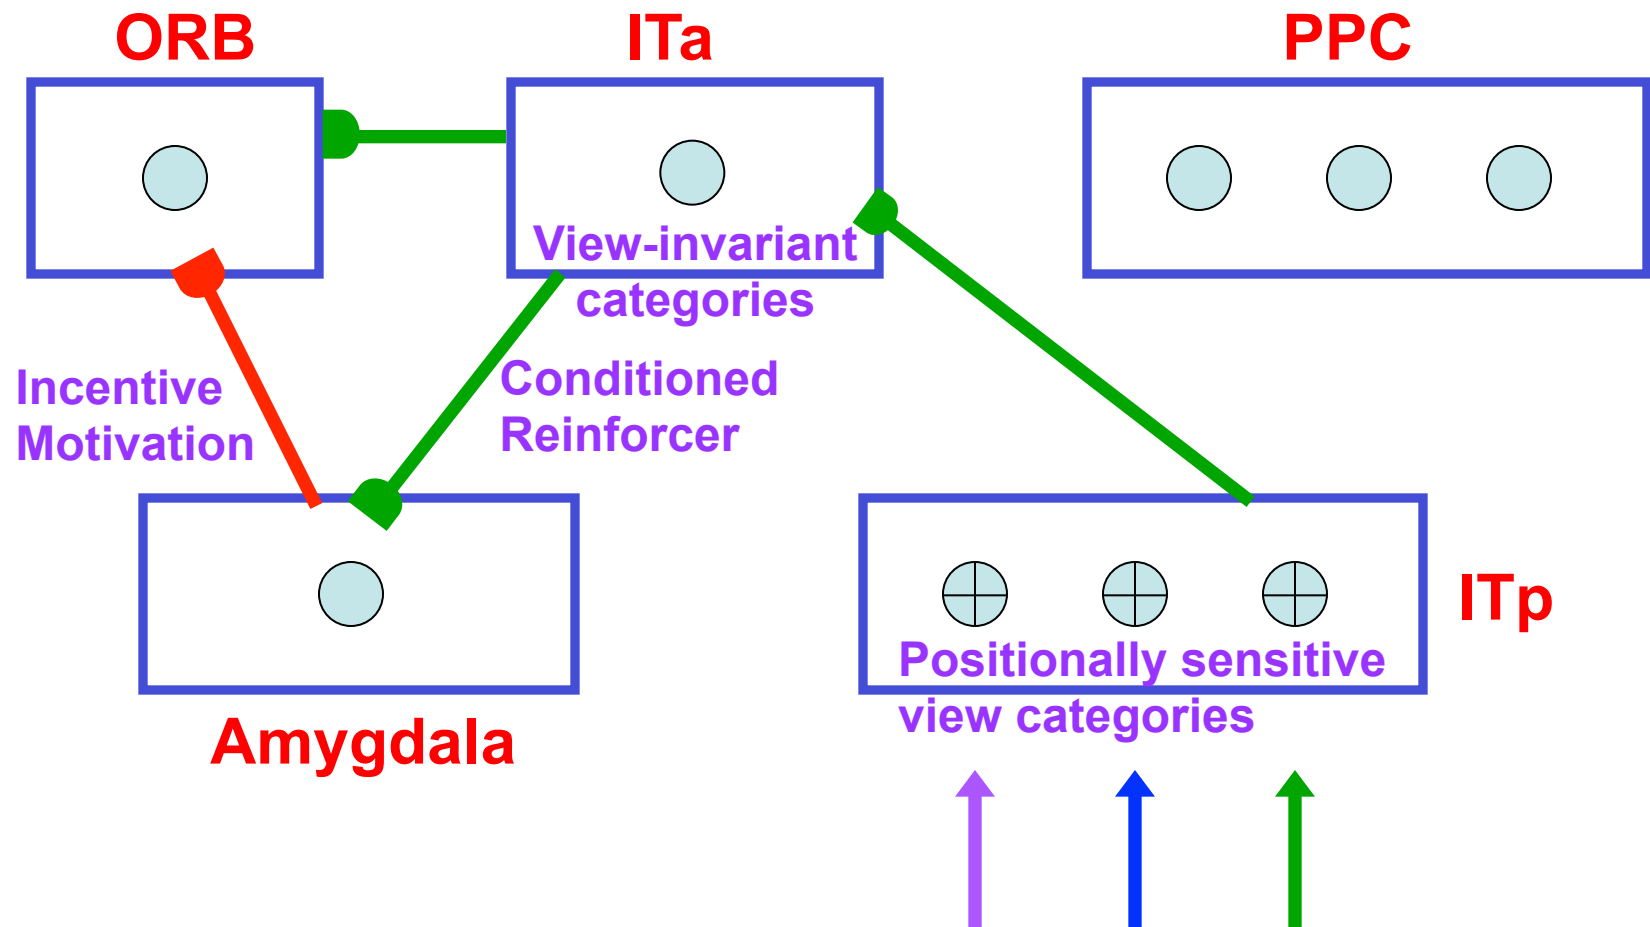 ORB
ITa
PPC
View-invariant
categories
Incentive
Motivation
Conditioned
Reinforcer
ITp
Positionally sensitive
view categories
Amygdala